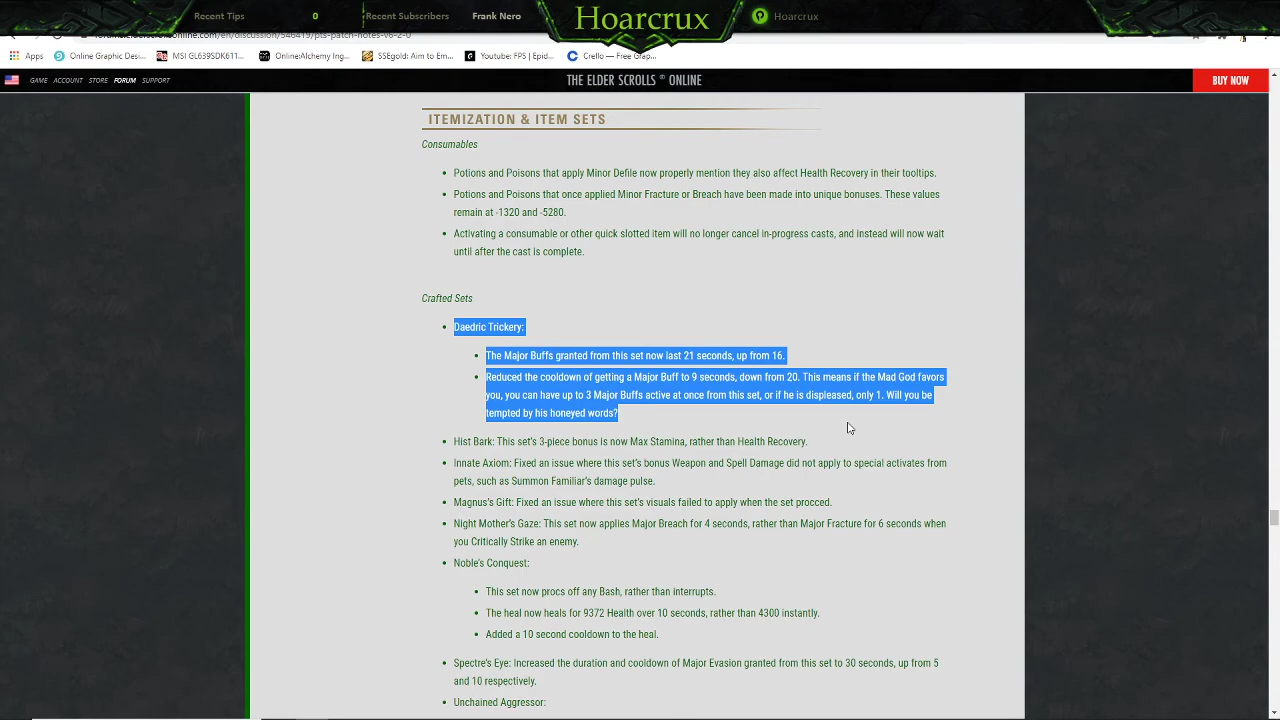 Recent Tips
0
Recent Subscribers
Frank Nero
Hoarcrux
Hoarcrux
Apps
Online Graphic Desi...
MSI GL639SDK611...
Online:Alchemy Ing...
SSEgold: Aim to Em...
Youtube: FPS | Epid...
Crello — Free Grap...
GAME
ACCOUNT
STORE
FORUM
SUPPORT
THE ELDER SCROLLS ® ONLINE
BUY NOW
ITEMIZATION & ITEM SETS
Consumables
• Potions and Poisons that apply Minor Defile now properly mention they also affect Health Recovery in their tooltips.
• Potions and Poisons that once applied Minor Fracture or Breach have been made into unique bonuses. These values
remain at -1320 and -5280.
• Activating a consumable or other quick slotted item will no longer cancel in-progress casts, and instead will now wait
until after the cast is complete.
Crafted Sets
• Daedric Trickery:
• The Major Buffs granted from this set now last 21 seconds, up from 16.
• Reduced the cooldown of getting a Major Buff to 9 seconds, down from 20. This means if the Mad God favors
you, you can have up to 3 Major Buffs active at once from this set, or if he is displeased, only 1. Will you be
tempted by his honeyed words?
• Hist Bark: This set's 3-piece bonus is now Max Stamina, rather than Health Recovery.
• Innate Axiom: Fixed an issue where this set's bonus Weapon and Spell Damage did not apply to special activates from
pets, such as Summon Familiar's damage pulse.
• Magnus's Gift: Fixed an issue where this set's visuals failed to apply when the set procced.
• Night Mother's Gaze: This set now applies Major Breach for 4 seconds, rather than Major Fracture for 6 seconds when
you Critically Strike an enemy.
• Noble's Conquest:
• This set now procs off any Bash, rather than interrupts.
• The heal now heals for 9372 Health over 10 seconds, rather than 4300 instantly.
• Added a 10 second cooldown to the heal.
• Spectre's Eye: Increased the duration and cooldown of Major Evasion granted from this set to 30 seconds, up from 5
and 10 respectively.
• Unchained Aggressor: